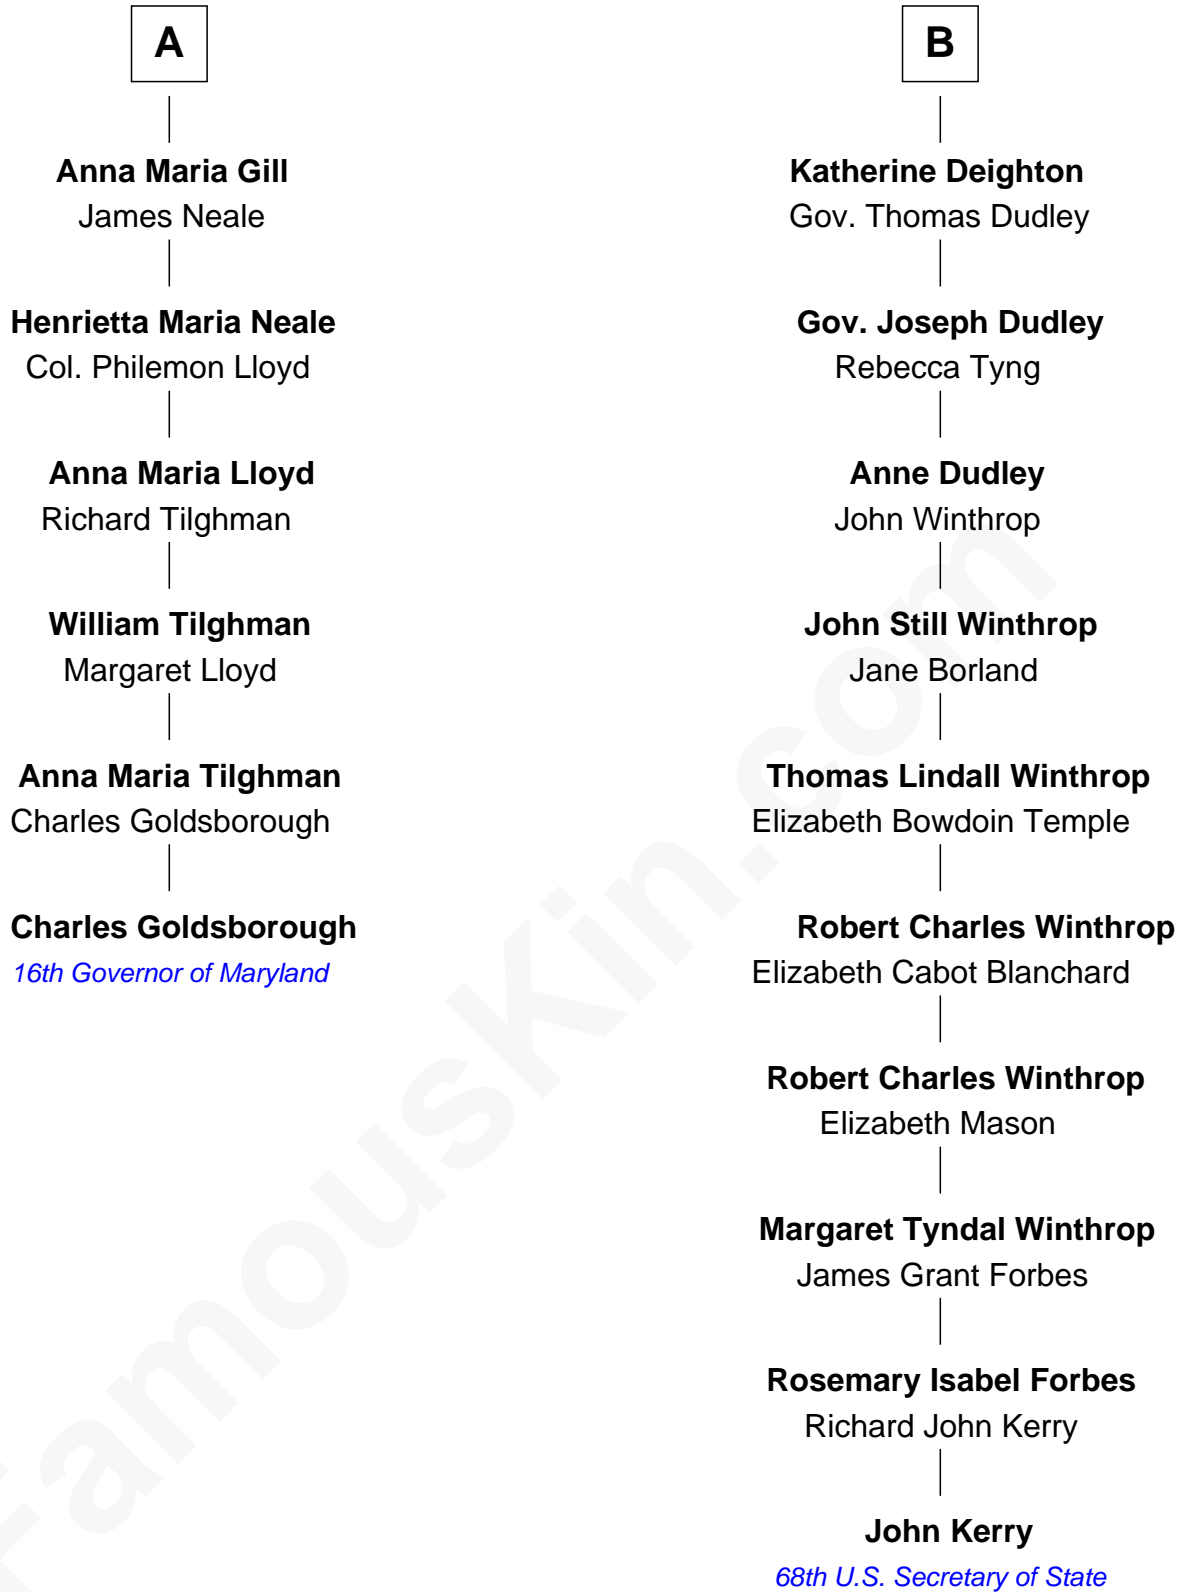 A
Anna Maria Gill
James Neale
Henrietta Maria Neale
Col. Philemon Lloyd
Anna Maria Lloyd
Richard Tilghman
William Tilghman
Margaret Lloyd
Anna Maria Tilghman
Charles Goldsborough
Charles Goldsborough
16th Governor of Maryland
B
Katherine Deighton
Gov. Thomas Dudley
Gov. Joseph Dudley
Rebecca Tyng
Anne Dudley
John Winthrop
John Still Winthrop
Jane Borland
Thomas Lindall Winthrop
Elizabeth Bowdoin Temple
Robert Charles Winthrop
Elizabeth Cabot Blanchard
Robert Charles Winthrop
Elizabeth Mason
Margaret Tyndal Winthrop
James Grant Forbes
Rosemary Isabel Forbes
Richard John Kerry
John Kerry
68th U.S. Secretary of State
FamousKin.com